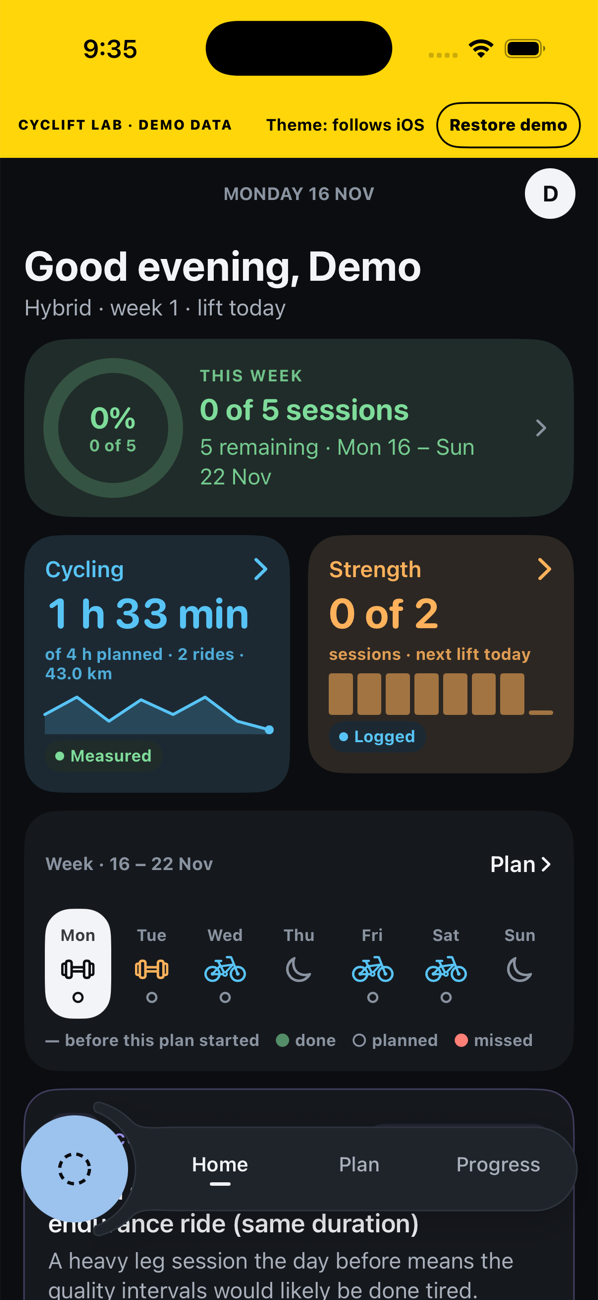 9:35
CYCLIFT LAB · DEMO DATA
Theme: follows iOS
Restore demo
MONDAY 16 NOV
D
Good evening, Demo
Hybrid · week 1 · lift today
THIS WEEK
0%
0 of 5
0 of 5 sessions
5 remaining · Mon 16 – Sun
22 Nov
Cycling
1 h 33 min
of 4 h planned · 2 rides ·
43.0 km
Measured
Strength
0 of 2
sessions · next lift today
Logged
Week · 16 – 22 Nov
Plan
Mon Tue Wed Thu Fri Sat Sun
— before this plan started done planned missed
Home Plan Progress
endurance ride (same duration)
A heavy leg session the day before means the
quality intervals would likely be done tired.